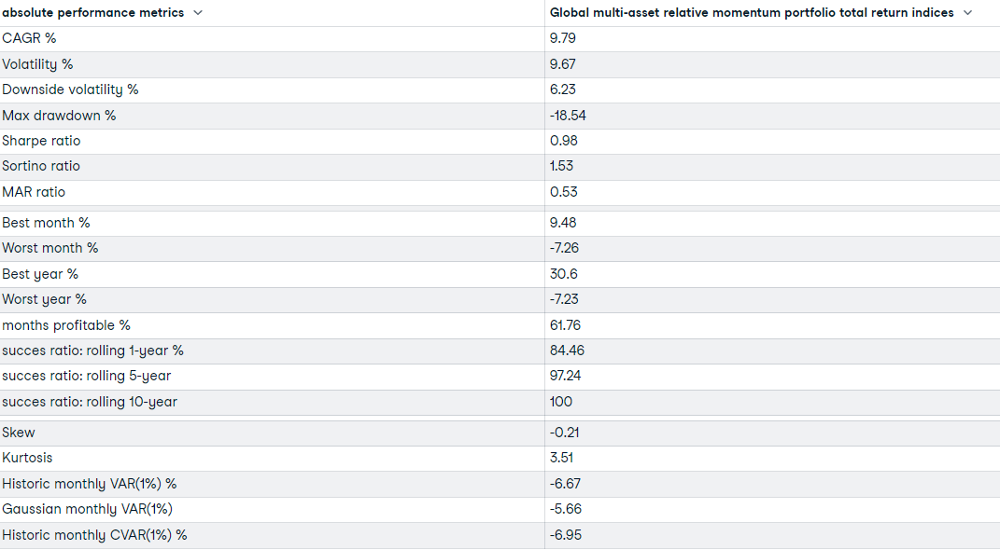 absolute performance metrics Global multi-asset relative momentum portfolio total return indices
CAGR % 9.79
Volatility % 9.67
Downside volatility % 6.23
Max drawdown % -18.54
Sharpe ratio 0.98
Sortino ratio 1.53
MAR ratio 0.53
Best month % 9.48
Worst month % -7.26
Best year % 30.6
Worst year % -7.23
months profitable % 61.76
succes ratio: rolling 1-year % 84.46
succes ratio: rolling 5-year 97.24
succes ratio: rolling 10-year 100
Skew -0.21
Kurtosis 3.51
Historic monthly VAR(1%) % -6.67
Gaussian monthly VAR(1%) -5.66
Historic monthly CVAR(1%) % -6.95